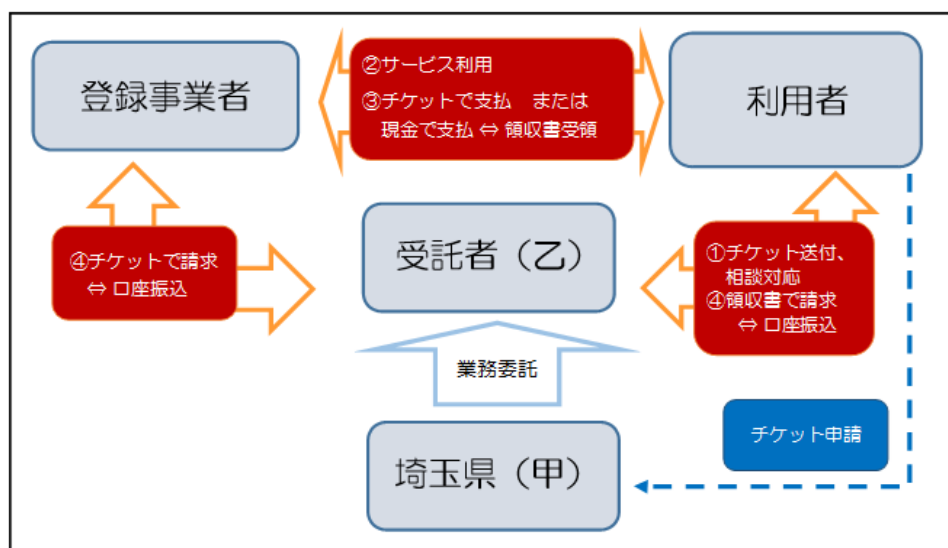 登録事業者
②サービス利用
③チケットで支払　または
現金で支払 ⇔ 領収書受領
利用者
④チケットで請求
⇔ 口座振込
受託者（乙）
①チケット送付、
相談対応
④領収書で請求
⇔ 口座振込
業務委託
チケット申請
埼玉県（甲）